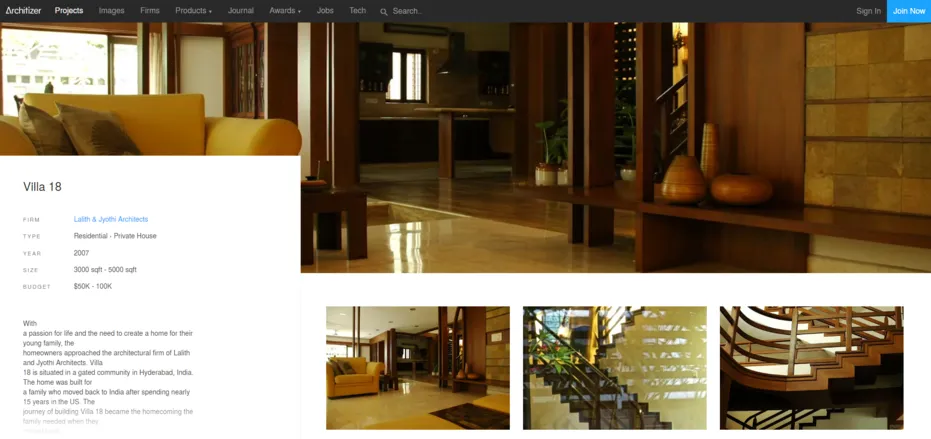 Architizer Projects Images Firms Products Journal Awards Jobs Tech Search... Sign In Join Now
Villa 18
FIRM Lalith & Jyothi Architects
TYPE Residential › Private House
YEAR 2007
SIZE 3000 sqft - 5000 sqft
BUDGET $50K - 100K
With
a passion for life and the need to create a home for their
young family, the
homeowners approached the architectural firm of Lalith
and Jyothi Architects. Villa
18 is situated in a gated community in Hyderabad, India.
The home was built for
a family who moved back to India after spending nearly
15 years in the US. The
journey of building Villa 18 became the homecoming the
family needed when they